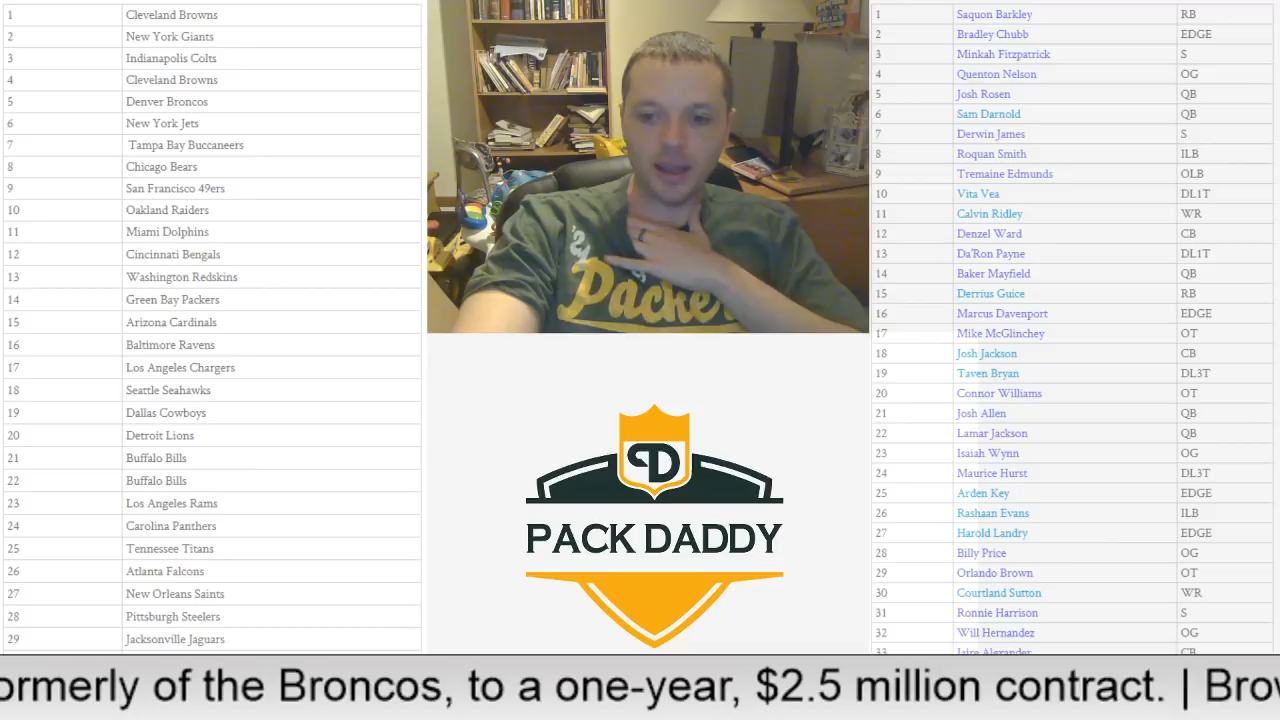 1 Cleveland Browns
2 New York Giants
3 Indianapolis Colts
4 Cleveland Browns
5 Denver Broncos
6 New York Jets
7 Tampa Bay Buccaneers
8 Chicago Bears
9 San Francisco 49ers
10 Oakland Raiders
11 Miami Dolphins
12 Cincinnati Bengals
13 Washington Redskins
14 Green Bay Packers
15 Arizona Cardinals
16 Baltimore Ravens
17 Los Angeles Chargers
18 Seattle Seahawks
19 Dallas Cowboys
20 Detroit Lions
21 Buffalo Bills
22 Buffalo Bills
23 Los Angeles Rams
24 Carolina Panthers
25 Tennessee Titans
26 Atlanta Falcons
27 New Orleans Saints
28 Pittsburgh Steelers
29 Jacksonville Jaguars
Packe
PD
PACK DADDY
1 Saquon Barkley RB
2 Bradley Chubb EDGE
3 Minkah Fitzpatrick S
4 Quenton Nelson OG
5 Josh Rosen QB
6 Sam Darnold QB
7 Derwin James S
8 Roquan Smith ILB
9 Tremaine Edmunds OLB
10 Vita Vea DL1T
11 Calvin Ridley WR
12 Denzel Ward CB
13 Da'Ron Payne DL1T
14 Baker Mayfield QB
15 Derrius Guice RB
16 Marcus Davenport EDGE
17 Mike McGlinchey OT
18 Josh Jackson CB
19 Taven Bryan DL3T
20 Connor Williams OT
21 Josh Allen QB
22 Lamar Jackson QB
23 Isaiah Wynn OG
24 Maurice Hurst DL3T
25 Arden Key EDGE
26 Rashaan Evans ILB
27 Harold Landry EDGE
28 Billy Price OG
29 Orlando Brown OT
30 Courtland Sutton WR
31 Ronnie Harrison S
32 Will Hernandez OG
33 Jaire Alexander CB
ormerly of the Broncos, to a one-year, $2.5 million contract. | Brow